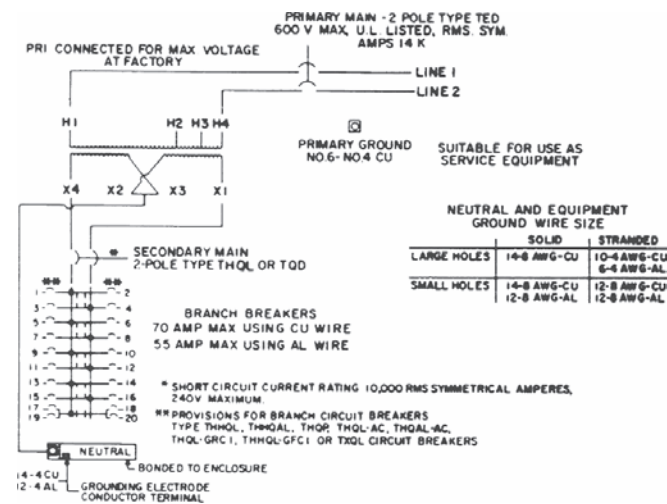 PRIMARY MAIN - 2 POLE TYPE TED
600 V MAX, U.L. LISTED, RMS. SYM.
AMPS 14 K
PRI CONNECTED FOR MAX VOLTAGE
AT FACTORY
LINE 1
LINE 2
H1 H2 H3 H4
PRIMARY GROUND
NO.6-NO.4 CU
SUITABLE FOR USE AS
SERVICE EQUIPMENT
X4 X2 X3 X1
NEUTRAL AND EQUIPMENT
GROUND WIRE SIZE
SOLID STRANDED
LARGE HOLES 14-8 AWG-CU 10-4 AWG-CU
6-4 AWG-AL
SMALL HOLES 14-8 AWG-CU 12-8 AWG-CU
12-8 AWG-AL 12-8 AWG-AL
* SECONDARY MAIN
2-POLE TYPE THQL OR TQD
** **
1 2
3 4
5 6
7 8
9 10
11 12
13 14
15 16
17 18
19 20
BRANCH BREAKERS
70 AMP MAX USING CU WIRE
55 AMP MAX USING AL WIRE
* SHORT CIRCUIT CURRENT RATING 10,000 RMS SYMMETRICAL AMPERES,
240V MAXIMUM.
** PROVISIONS FOR BRANCH CIRCUIT BREAKERS
TYPE THHQL, THHQAL, THQP, THQL-AC, THQAL-AC,
THQL-GFC1, THHQL-GFC1 OR TXQL CIRCUIT BREAKERS
NEUTRAL
BONDED TO ENCLOSURE
14-4 CU
12-4 AL
GROUNDING ELECTRODE
CONDUCTOR TERMINAL